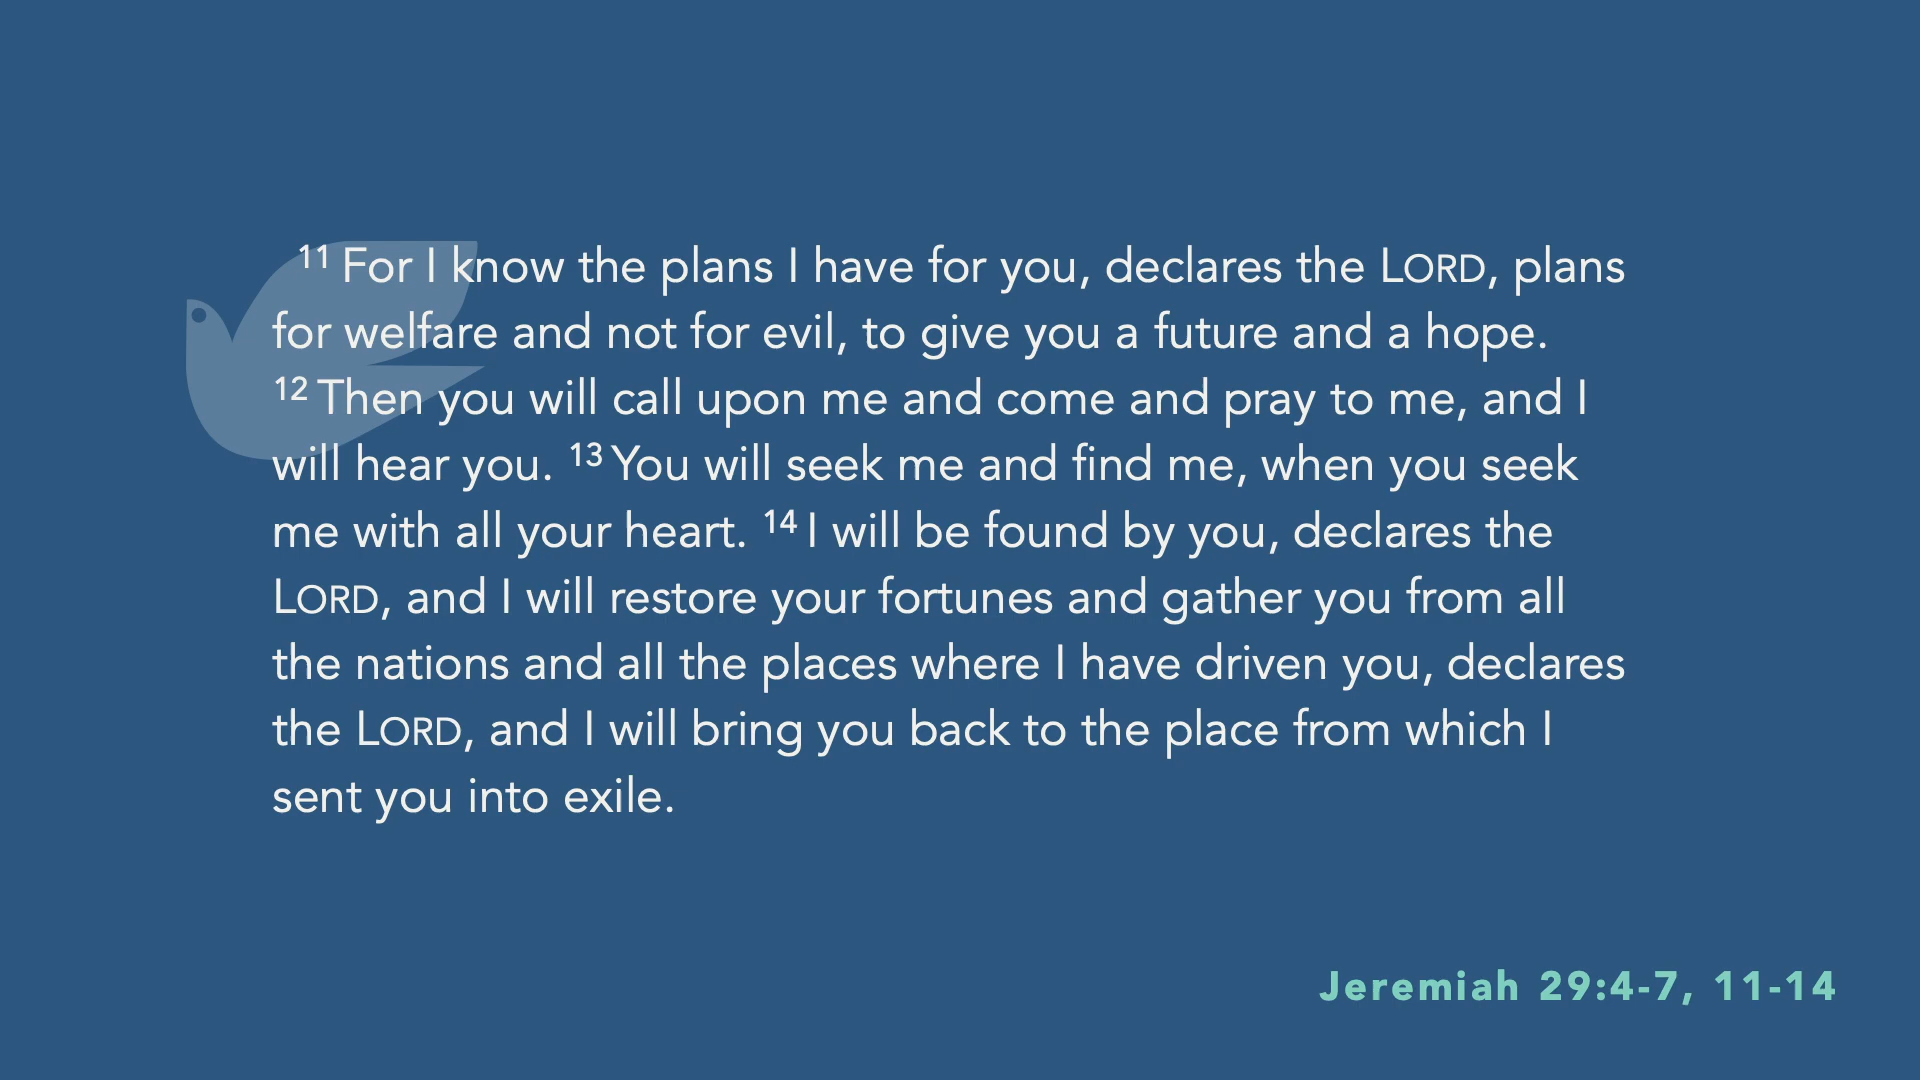 11 For I know the plans I have for you, declares the LORD, plans
for welfare and not for evil, to give you a future and a hope.
12 Then you will call upon me and come and pray to me, and I
will hear you. 13 You will seek me and find me, when you seek
me with all your heart. 14 I will be found by you, declares the
LORD, and I will restore your fortunes and gather you from all
the nations and all the places where I have driven you, declares
the LORD, and I will bring you back to the place from which I
sent you into exile.
Jeremiah 29:4-7, 11-14